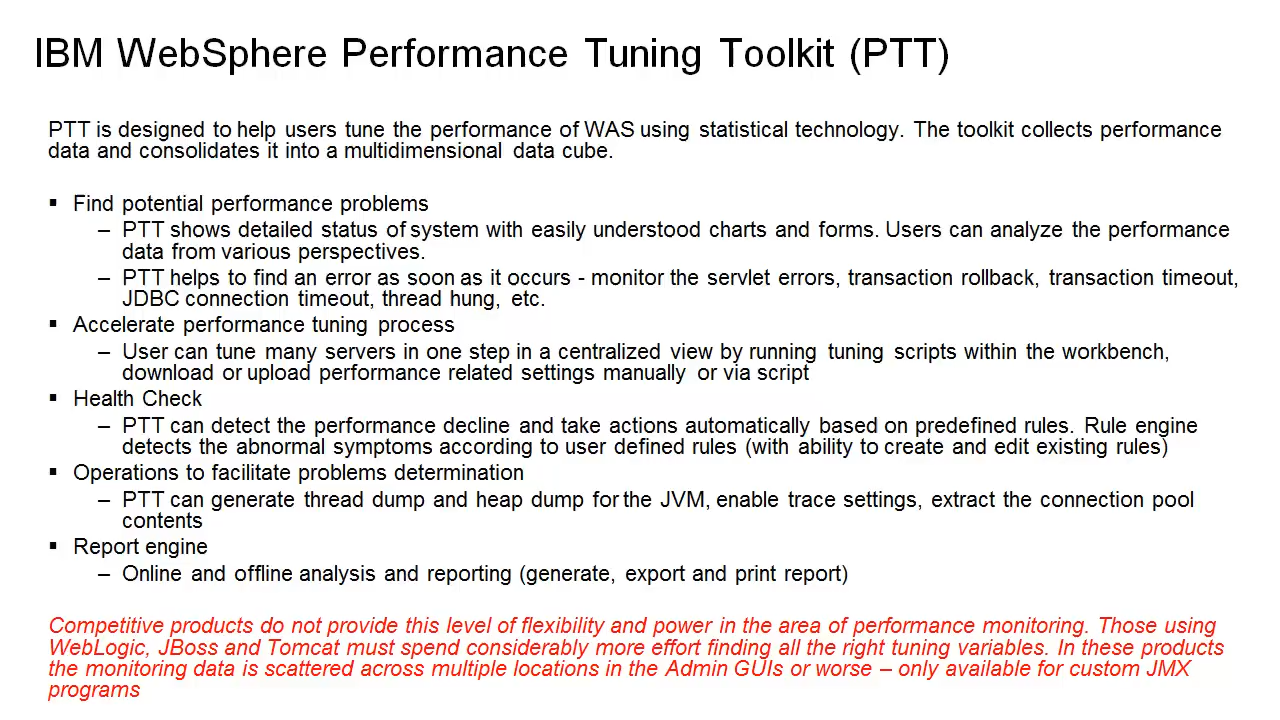 IBM WebSphere Performance Tuning Toolkit (PTT)
PTT is designed to help users tune the performance of WAS using statistical technology. The toolkit collects performance
data and consolidates it into a multidimensional data cube.
▪ Find potential performance problems
– PTT shows detailed status of system with easily understood charts and forms. Users can analyze the performance
data from various perspectives.
– PTT helps to find an error as soon as it occurs - monitor the servlet errors, transaction rollback, transaction timeout,
JDBC connection timeout, thread hung, etc.
▪ Accelerate performance tuning process
– User can tune many servers in one step in a centralized view by running tuning scripts within the workbench,
download or upload performance related settings manually or via script
▪ Health Check
– PTT can detect the performance decline and take actions automatically based on predefined rules. Rule engine
detects the abnormal symptoms according to user defined rules (with ability to create and edit existing rules)
▪ Operations to facilitate problems determination
– PTT can generate thread dump and heap dump for the JVM, enable trace settings, extract the connection pool
contents
▪ Report engine
– Online and offline analysis and reporting (generate, export and print report)
Competitive products do not provide this level of flexibility and power in the area of performance monitoring. Those using
WebLogic, JBoss and Tomcat must spend considerably more effort finding all the right tuning variables. In these products
the monitoring data is scattered across multiple locations in the Admin GUIs or worse – only available for custom JMX
programs